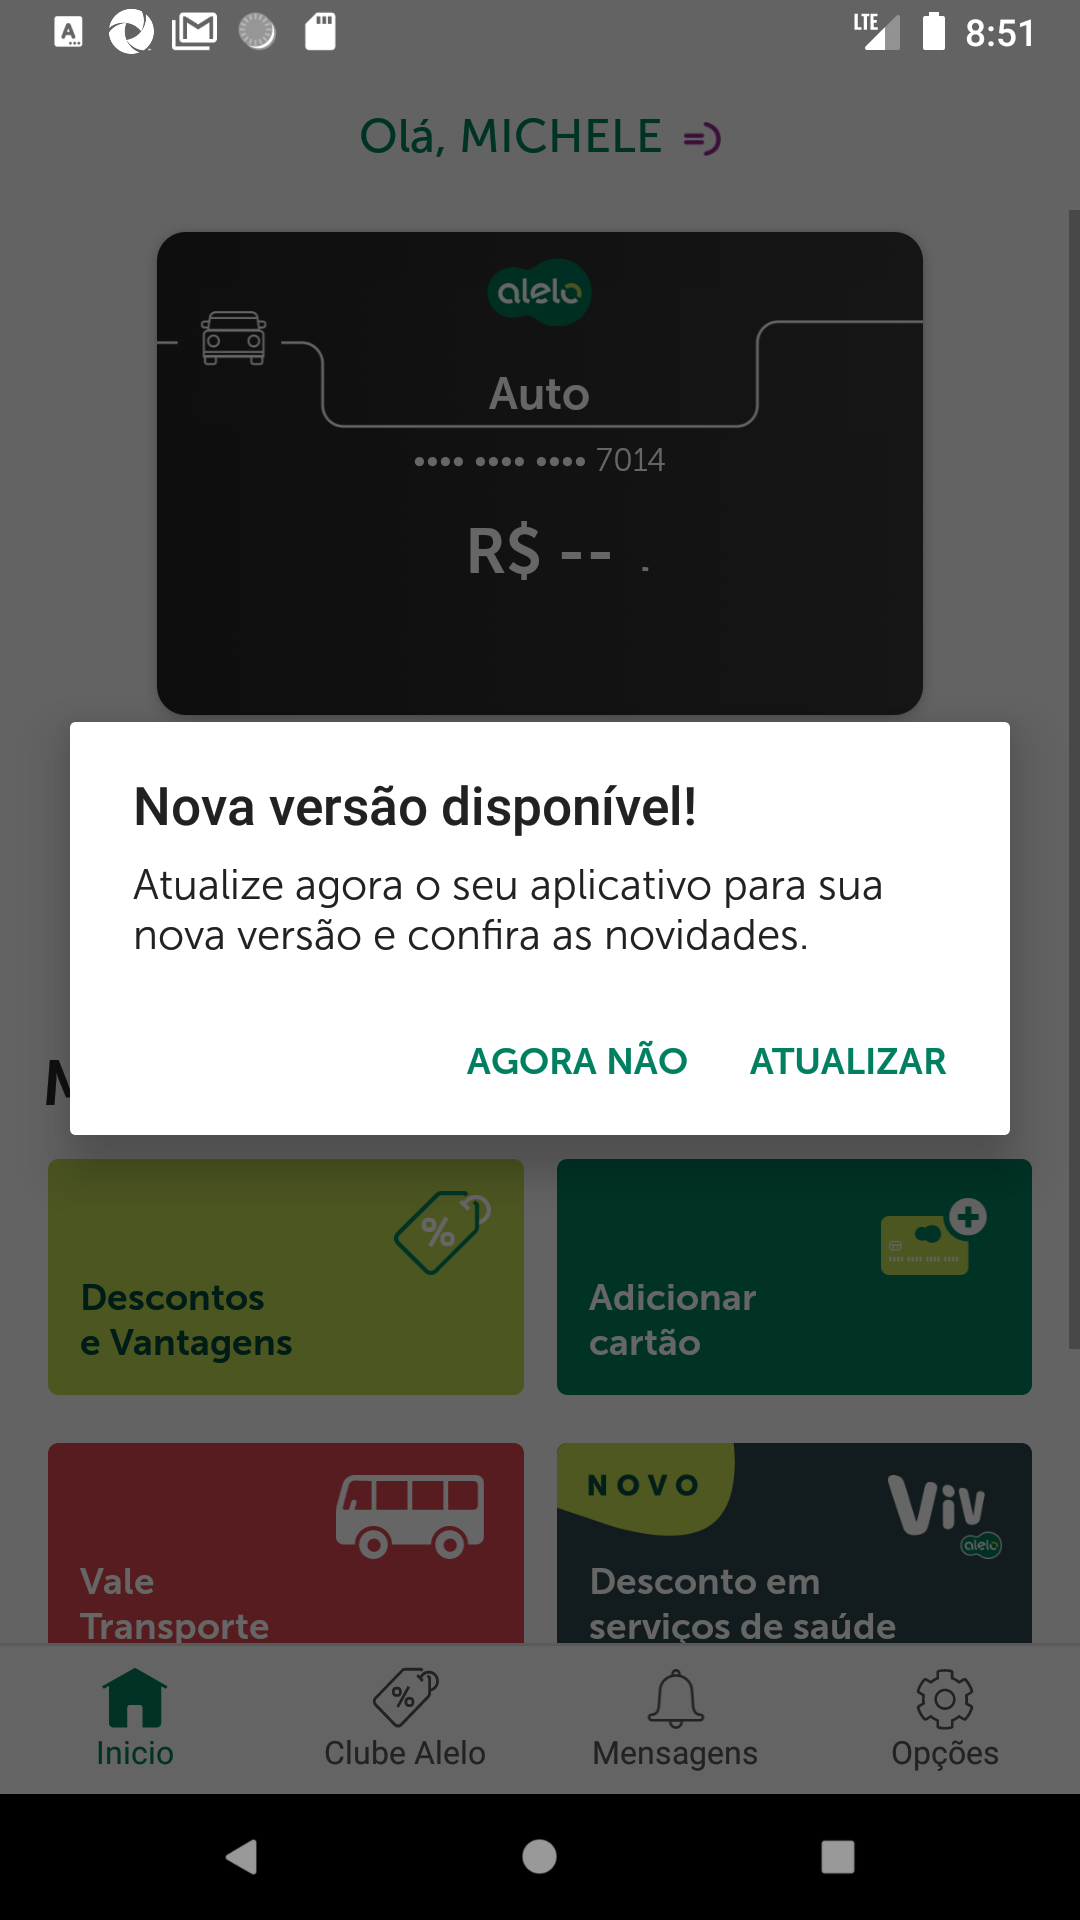 LTE 8:51
Olá, MICHELE
alelo
Auto
•••• •••• •••• 7014
R$ --
Nova versão disponível!
Atualize agora o seu aplicativo para sua
nova versão e confira as novidades.
AGORA NÃO ATUALIZAR
Descontos
e Vantagens
Adicionar
cartão
Vale
Transporte
NOVO
Viv
alelo
Desconto em
serviços de saúde
Inicio
Clube Alelo
Mensagens
Opções